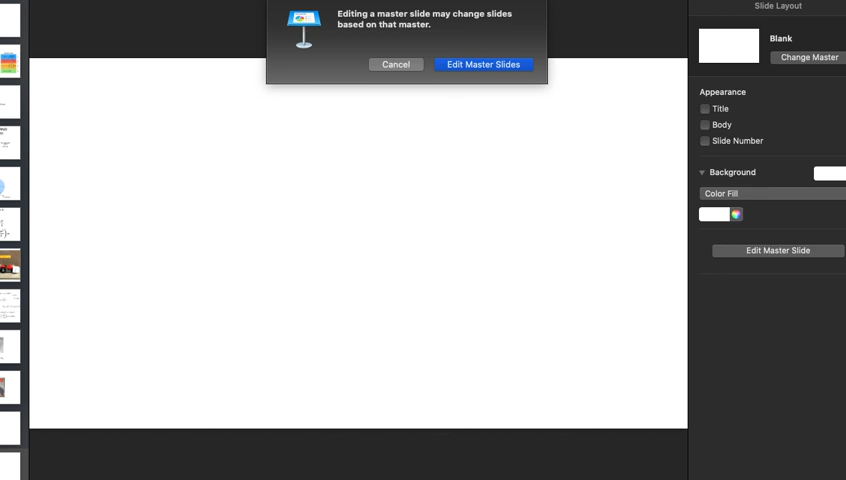 Slide Layout
Editing a master slide may change slides
based on that master.
Cancel
Edit Master Slides
Blank
Change Master
Appearance
Title
Body
Slide Number
Background
Color Fill
Edit Master Slide